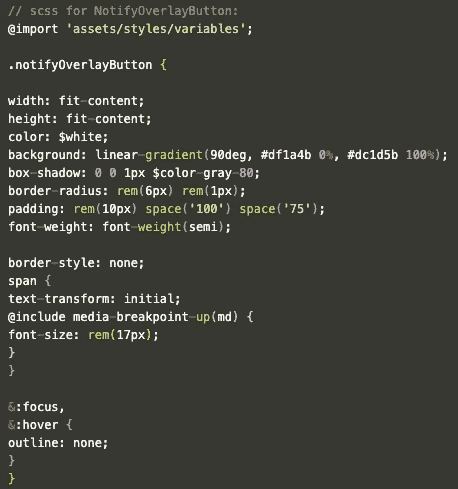 // scss for NotifyOverlayButton:
@import 'assets/styles/variables';
.notifyOverlayButton {
width: fit-content;
height: fit-content;
color: $white;
background: linear-gradient(90deg, #df1a4b 0%, #dc1d5b 100%);
box-shadow: 0 0 1px $color-gray-80;
border-radius: rem(6px) rem(1px);
padding: rem(10px) space('100') space('75');
font-weight: font-weight(semi);
border-style: none;
span {
text-transform: initial;
@include media-breakpoint-up(md) {
font-size: rem(17px);
}
}
&:focus,
&:hover {
outline: none;
}
}